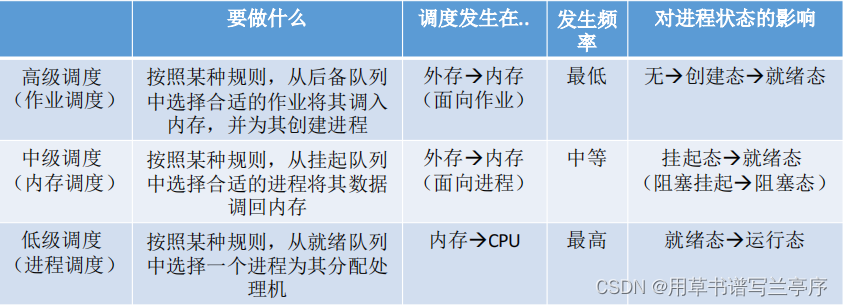 要做什么
调度发生在..
发生频
率
对进程状态的影响
高级调度
（作业调度）
按照某种规则，从后备队列
中选择合适的作业将其调入
内存，并为其创建进程
外存→内存
（面向作业）
最低
无→创建态→就绪态
中级调度
（内存调度）
按照某种规则，从挂起队列
中选择合适的进程将其数据
调回内存
外存→内存
（面向进程）
中等
挂起态→就绪态
（阻塞挂起→阻塞态）
低级调度
（进程调度）
按照某种规则，从就绪队列
中选择一个进程为其分配处
理机
内存→CPU
最高
就绪态→运行态
CSDN @用草书谱写兰亭序